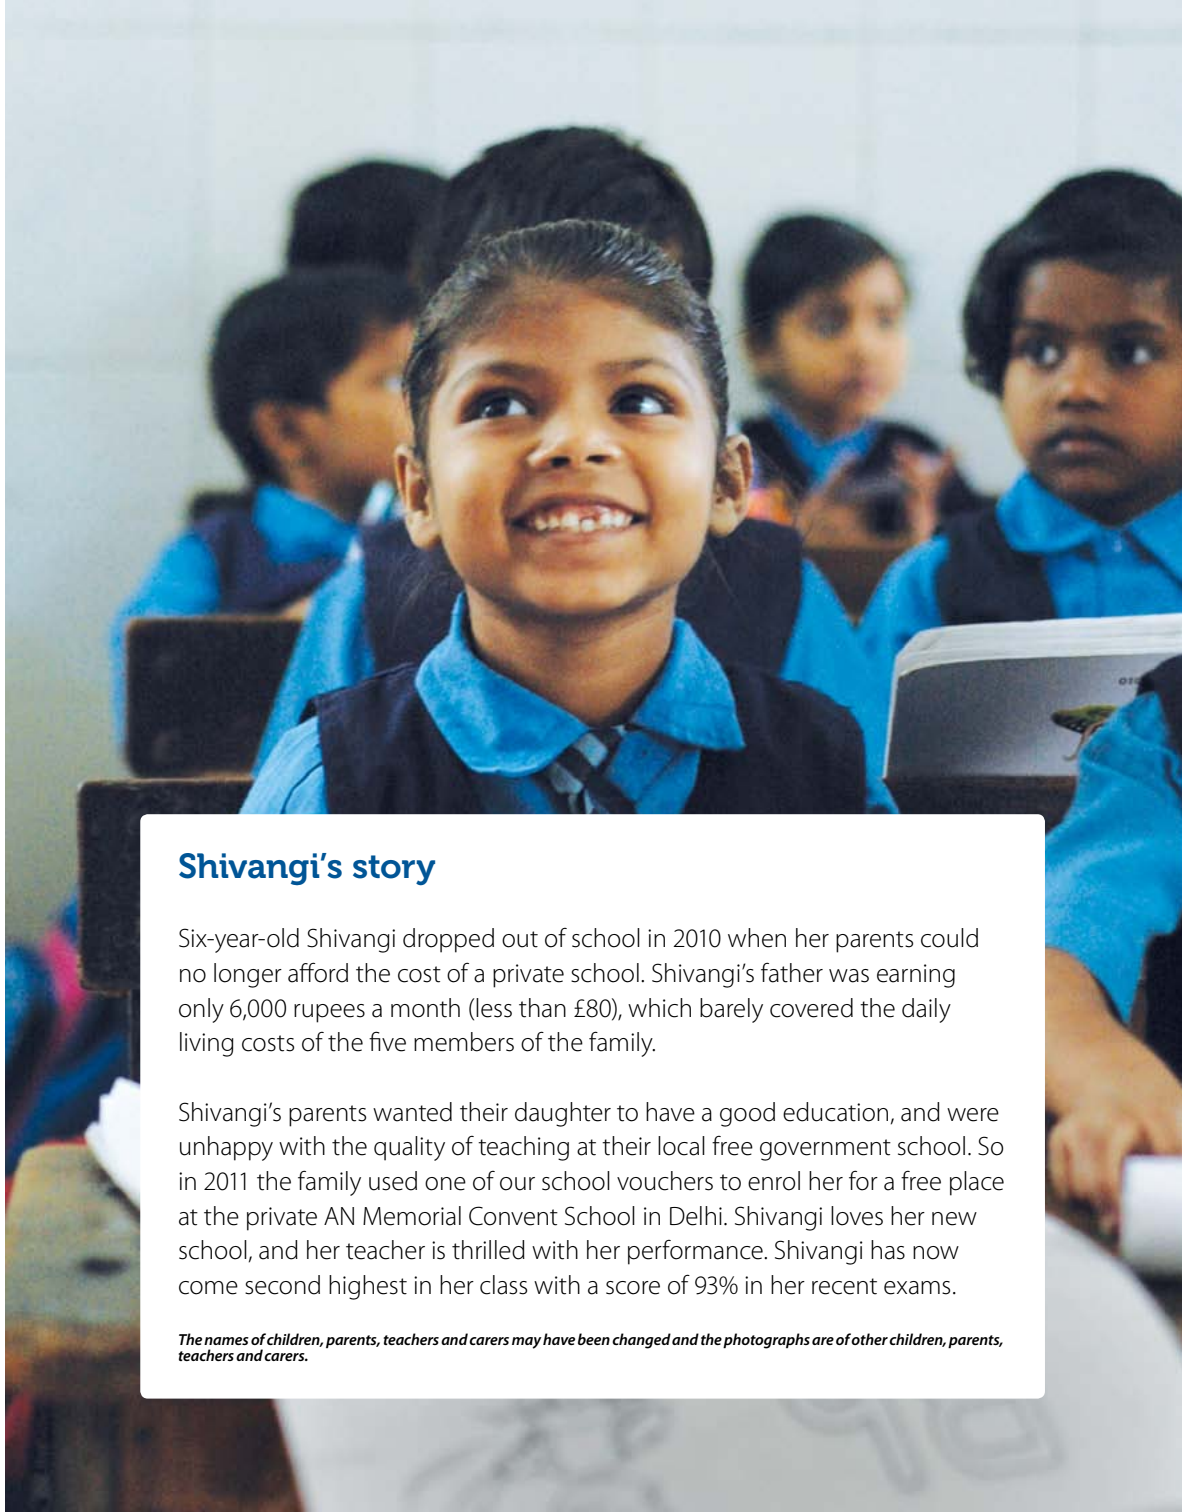 Shivangi’s story
Six-year-old Shivangi dropped out of school in 2010 when her parents could
no longer afford the cost of a private school. Shivangi’s father was earning
only 6,000 rupees a month (less than £80), which barely covered the daily
living costs of the five members of the family.
Shivangi’s parents wanted their daughter to have a good education, and were
unhappy with the quality of teaching at their local free government school. So
in 2011 the family used one of our school vouchers to enrol her for a free place
at the private AN Memorial Convent School in Delhi. Shivangi loves her new
school, and her teacher is thrilled with her performance. Shivangi has now
come second highest in her class with a score of 93% in her recent exams.
The names of children, parents, teachers and carers may have been changed and the photographs are of other children, parents,
teachers and carers.